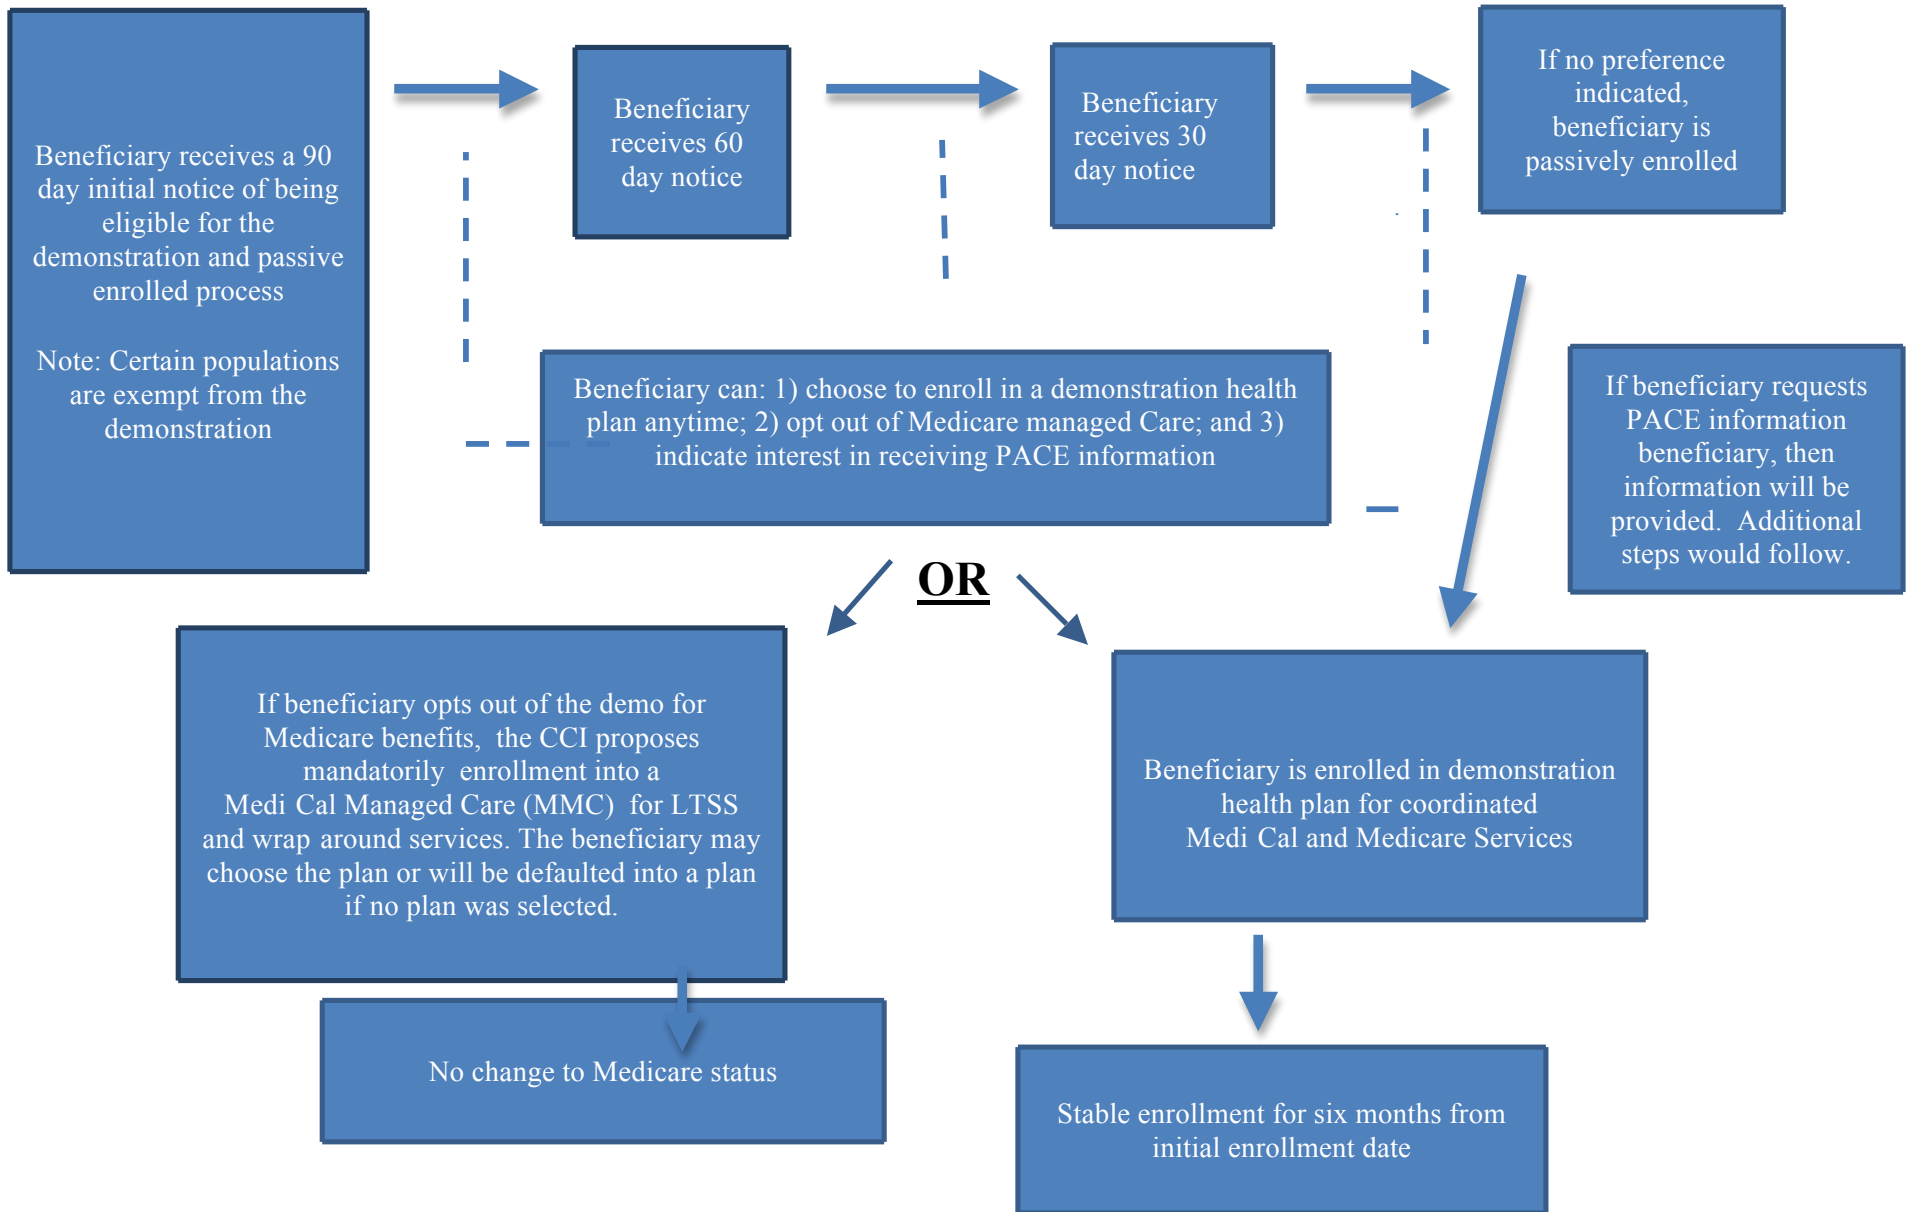 Beneficiary receives a 90
day initial notice of being
eligible for the
demonstration and passive
enrolled process
Note: Certain populations
are exempt from the
demonstration
Beneficiary
receives 60
day notice
Beneficiary
receives 30
day notice
If no preference
indicated,
beneficiary is
passively enrolled
Beneficiary can: 1) choose to enroll in a demonstration health
plan anytime; 2) opt out of Medicare managed Care; and 3)
indicate interest in receiving PACE information
If beneficiary requests
PACE information
beneficiary, then
information will be
provided. Additional
steps would follow.
OR
If beneficiary opts out of the demo for
Medicare benefits, the CCI proposes
mandatorily enrollment into a
Medi Cal Managed Care (MMC) for LTSS
and wrap around services. The beneficiary may
choose the plan or will be defaulted into a plan
if no plan was selected.
Beneficiary is enrolled in demonstration
health plan for coordinated
Medi Cal and Medicare Services
No change to Medicare status
Stable enrollment for six months from
initial enrollment date